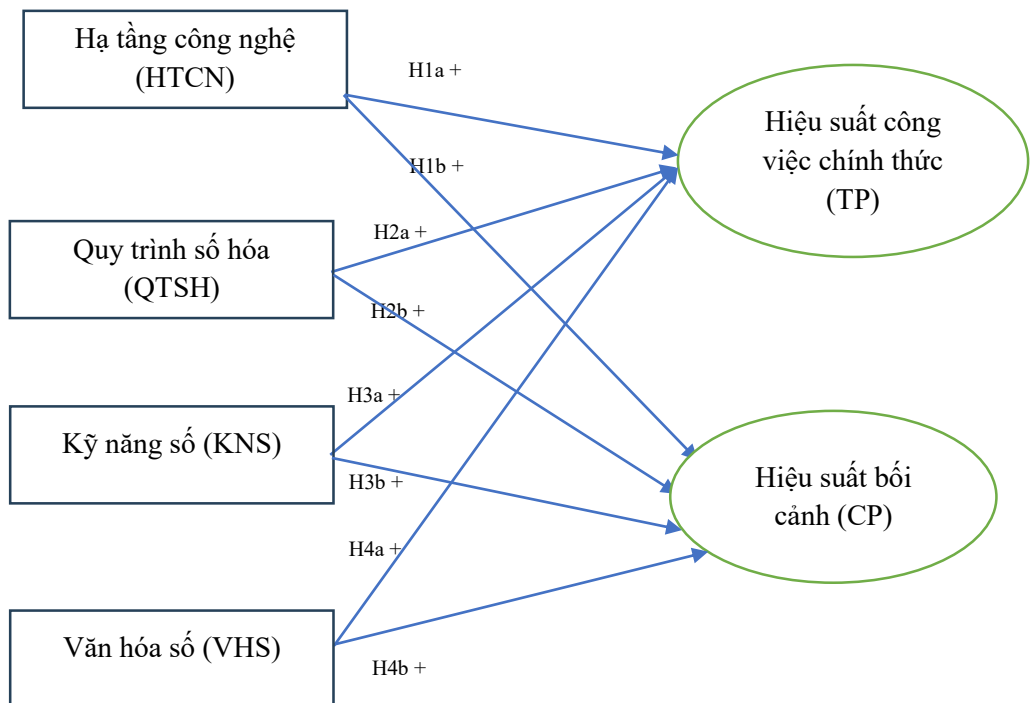 Hạ tầng công nghệ
(HTCN)
H1a +
Hiệu suất công
việc chính thức
(TP)
H1b +
Quy trình số hóa
(QTSH)
H2a +
H2b +
Kỹ năng số (KNS)
H3a +
H3b +
Hiệu suất bối
cảnh (CP)
H4a +
Văn hóa số (VHS)
H4b +